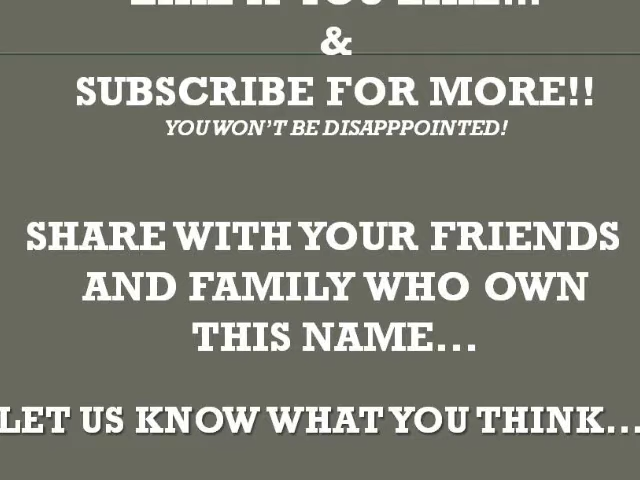 &
SUBSCRIBE FOR MORE!!
YOU WON'T BE DISAPPPOINTED!
SHARE WITH YOUR FRIENDS
AND FAMILY WHO OWN
THIS NAME...
LET US KNOW WHAT YOU THINK...